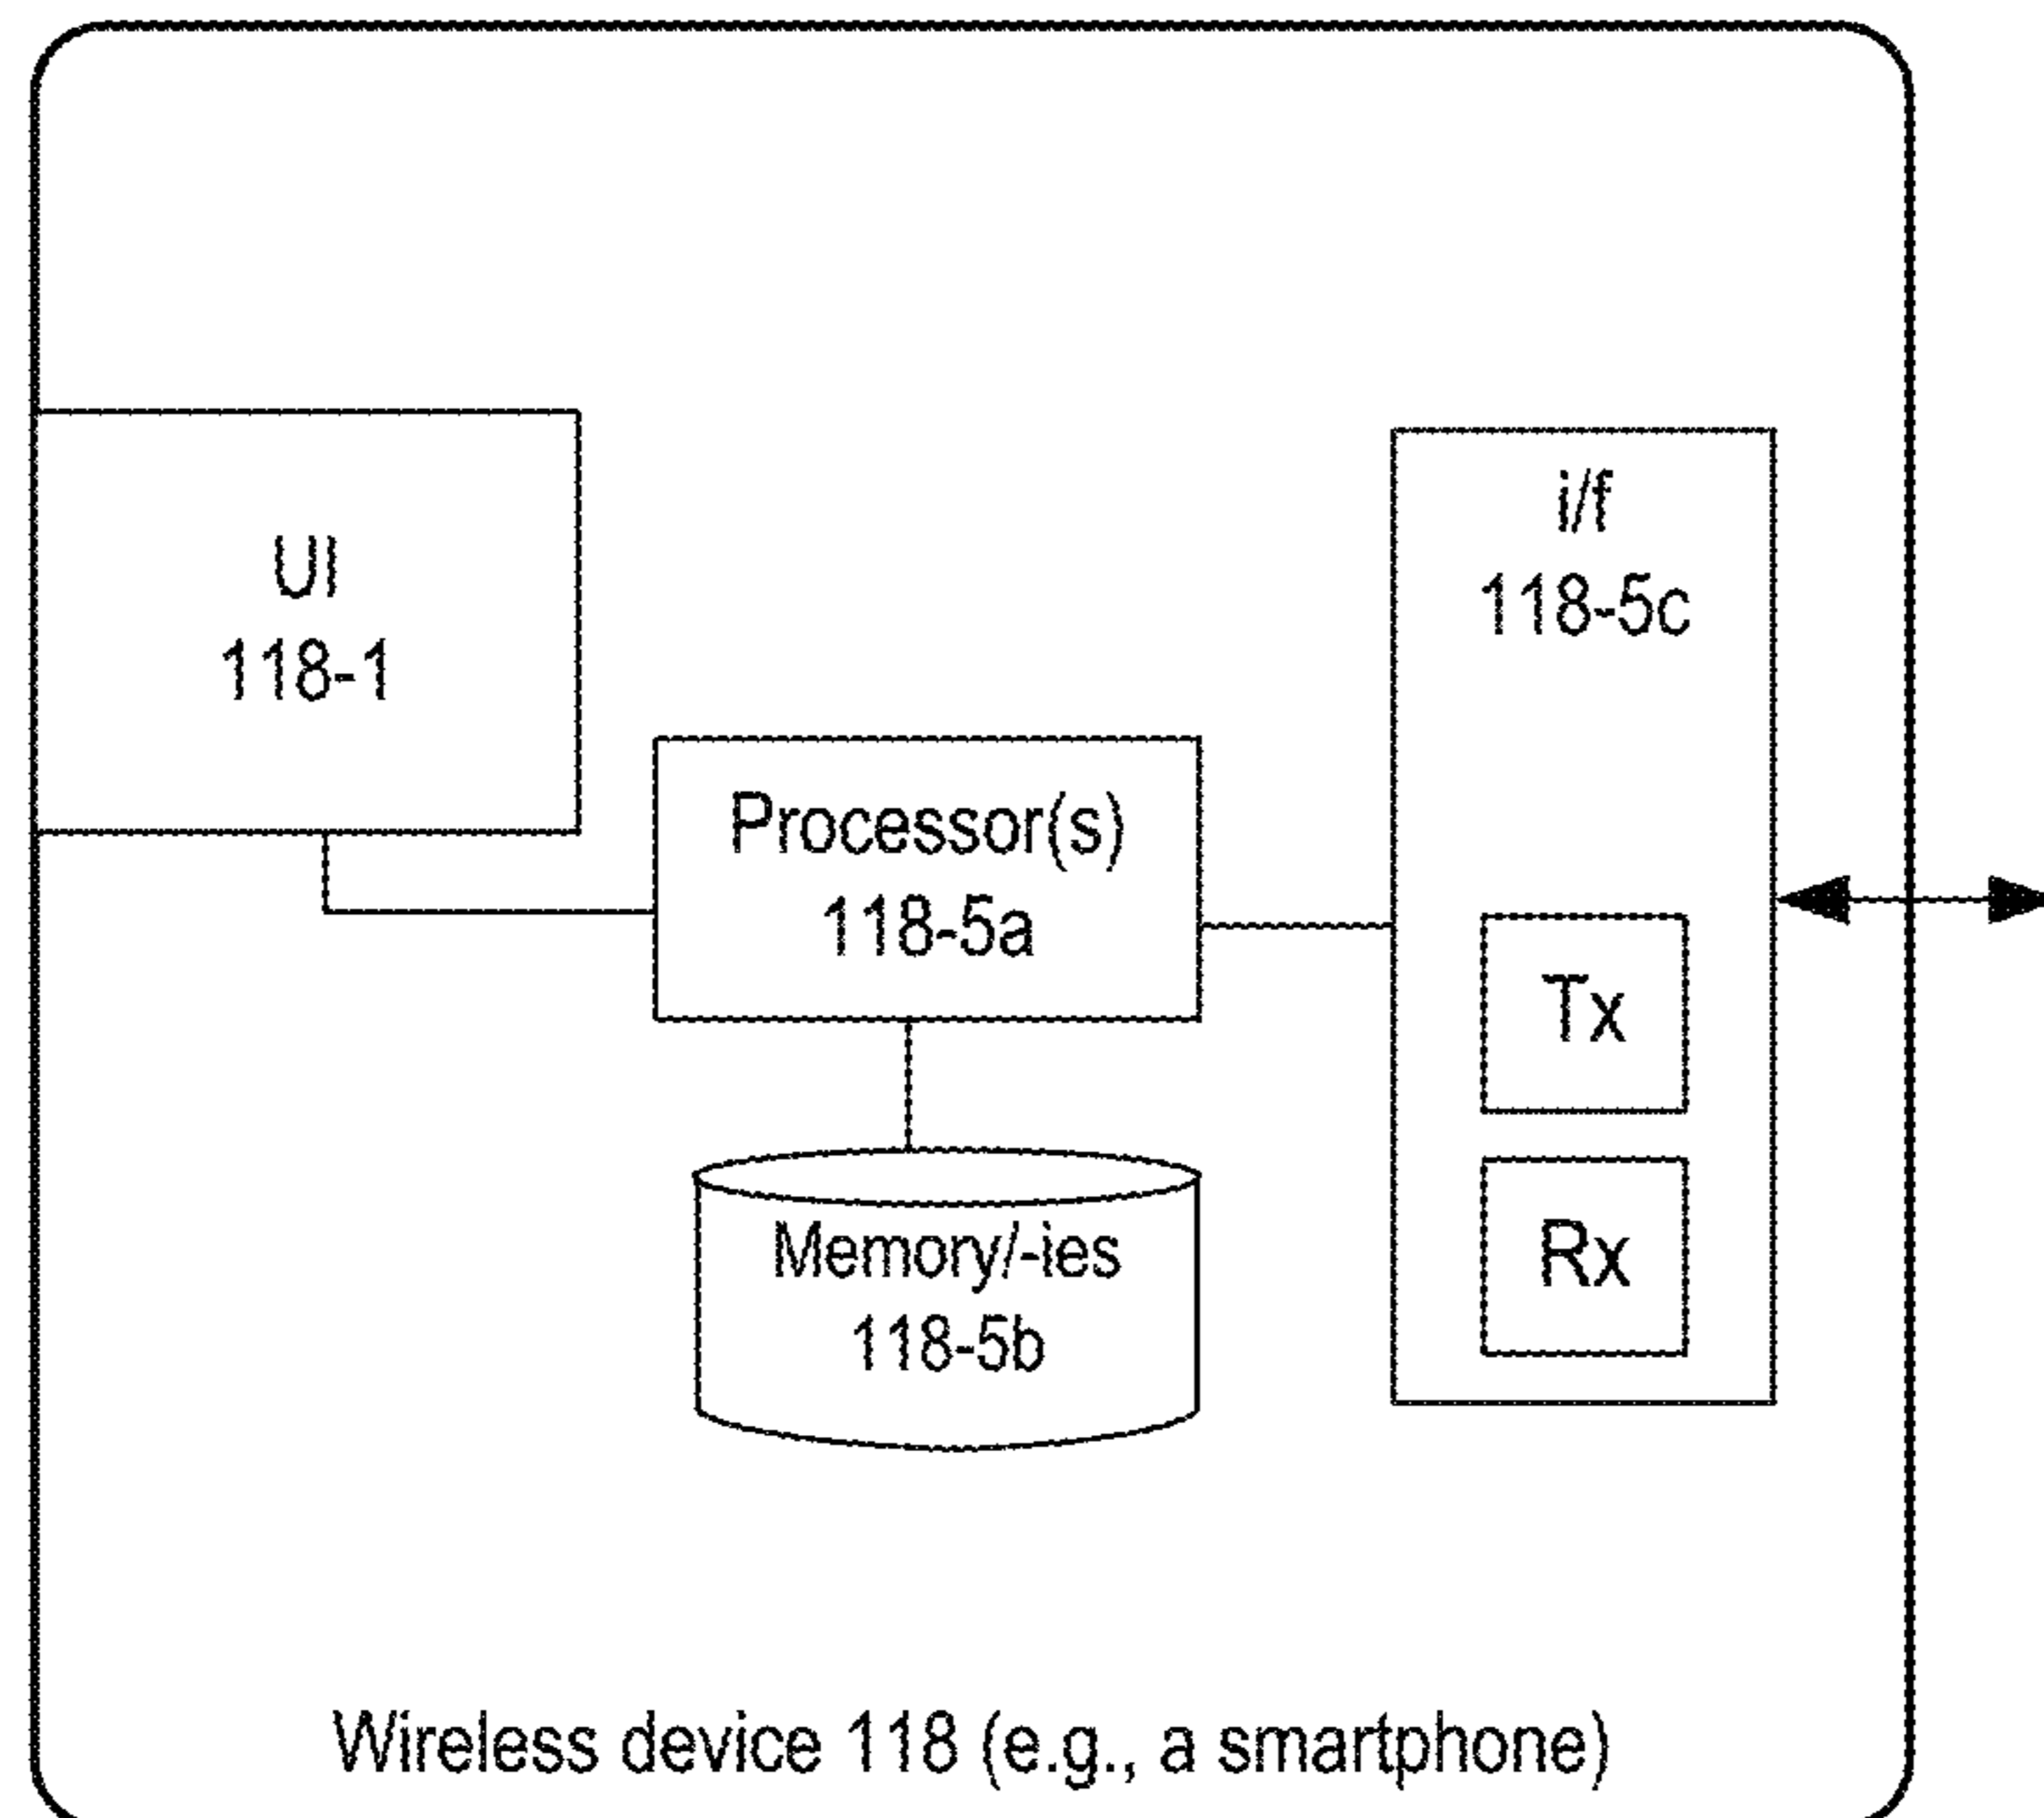 UI
118-1
Processor(s)
118-5a
Memory/-ies
118-5b
i/f
118-5c
Tx
Rx
Wireless device 118 (e.g., a smartphone)